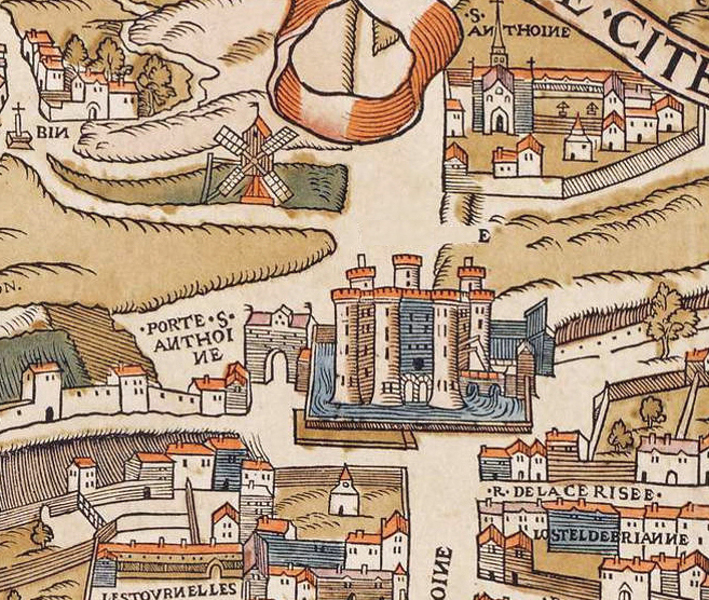 E · CITE
·S·
ANTHOINE
BIN
E
ON.
·PORTE·S·
ANTHOI
NE
·R· DE LA CERISEE·
LOSTELDEBRIANNE
OINE
LESTOVRNELLES